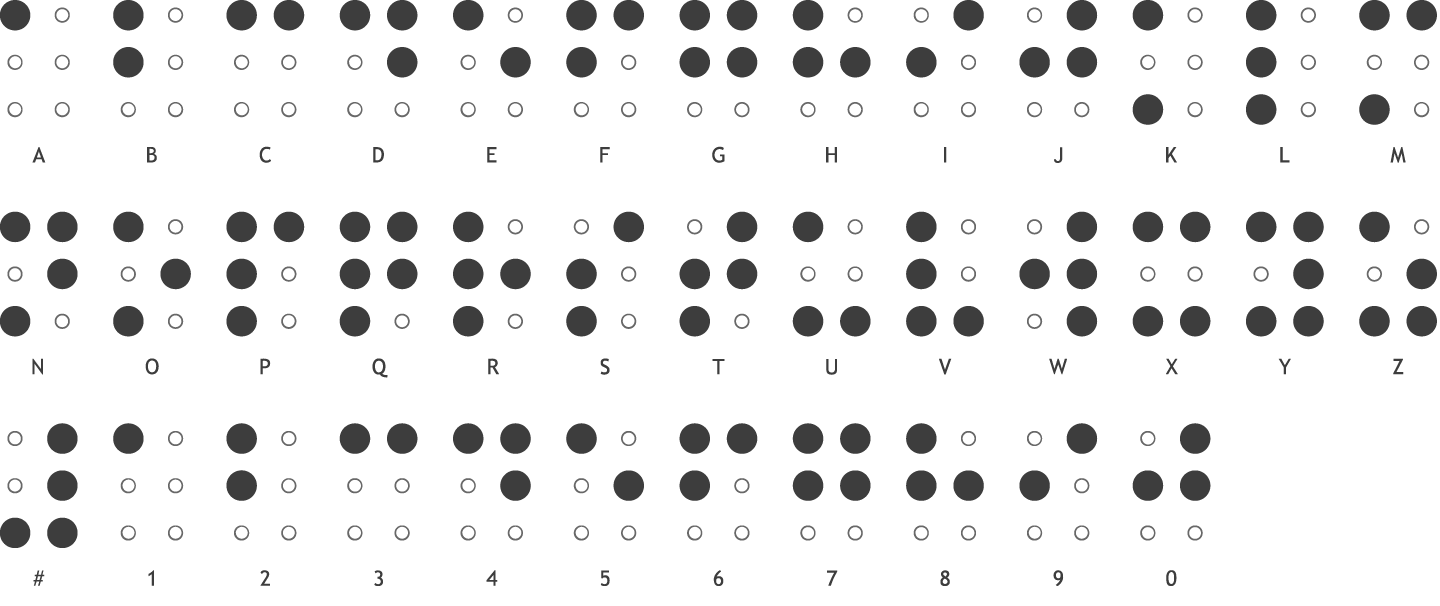 A B C D E F G H I J K L M
N O P Q R S T U V W X Y Z
# 1 2 3 4 5 6 7 8 9 0